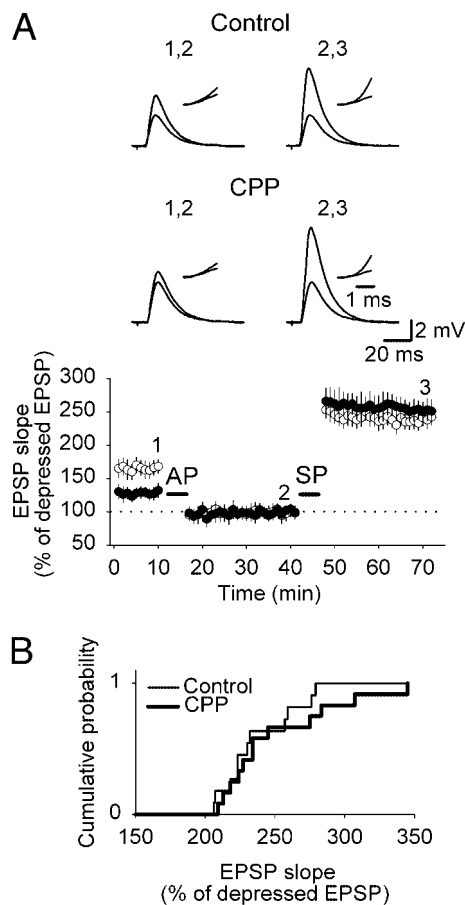 A
Control
1,2
2,3
CPP
1,2
2,3
1 ms
2 mV
20 ms
EPSP slope
(% of depressed EPSP)
300
250
200
150
100
50
1
AP
2
SP
3
0 10 20 30 40 50 60 70
Time (min)
B
Cumulative probability
1
0
Control
CPP
150 200 250 300 350
EPSP slope
(% of depressed EPSP)